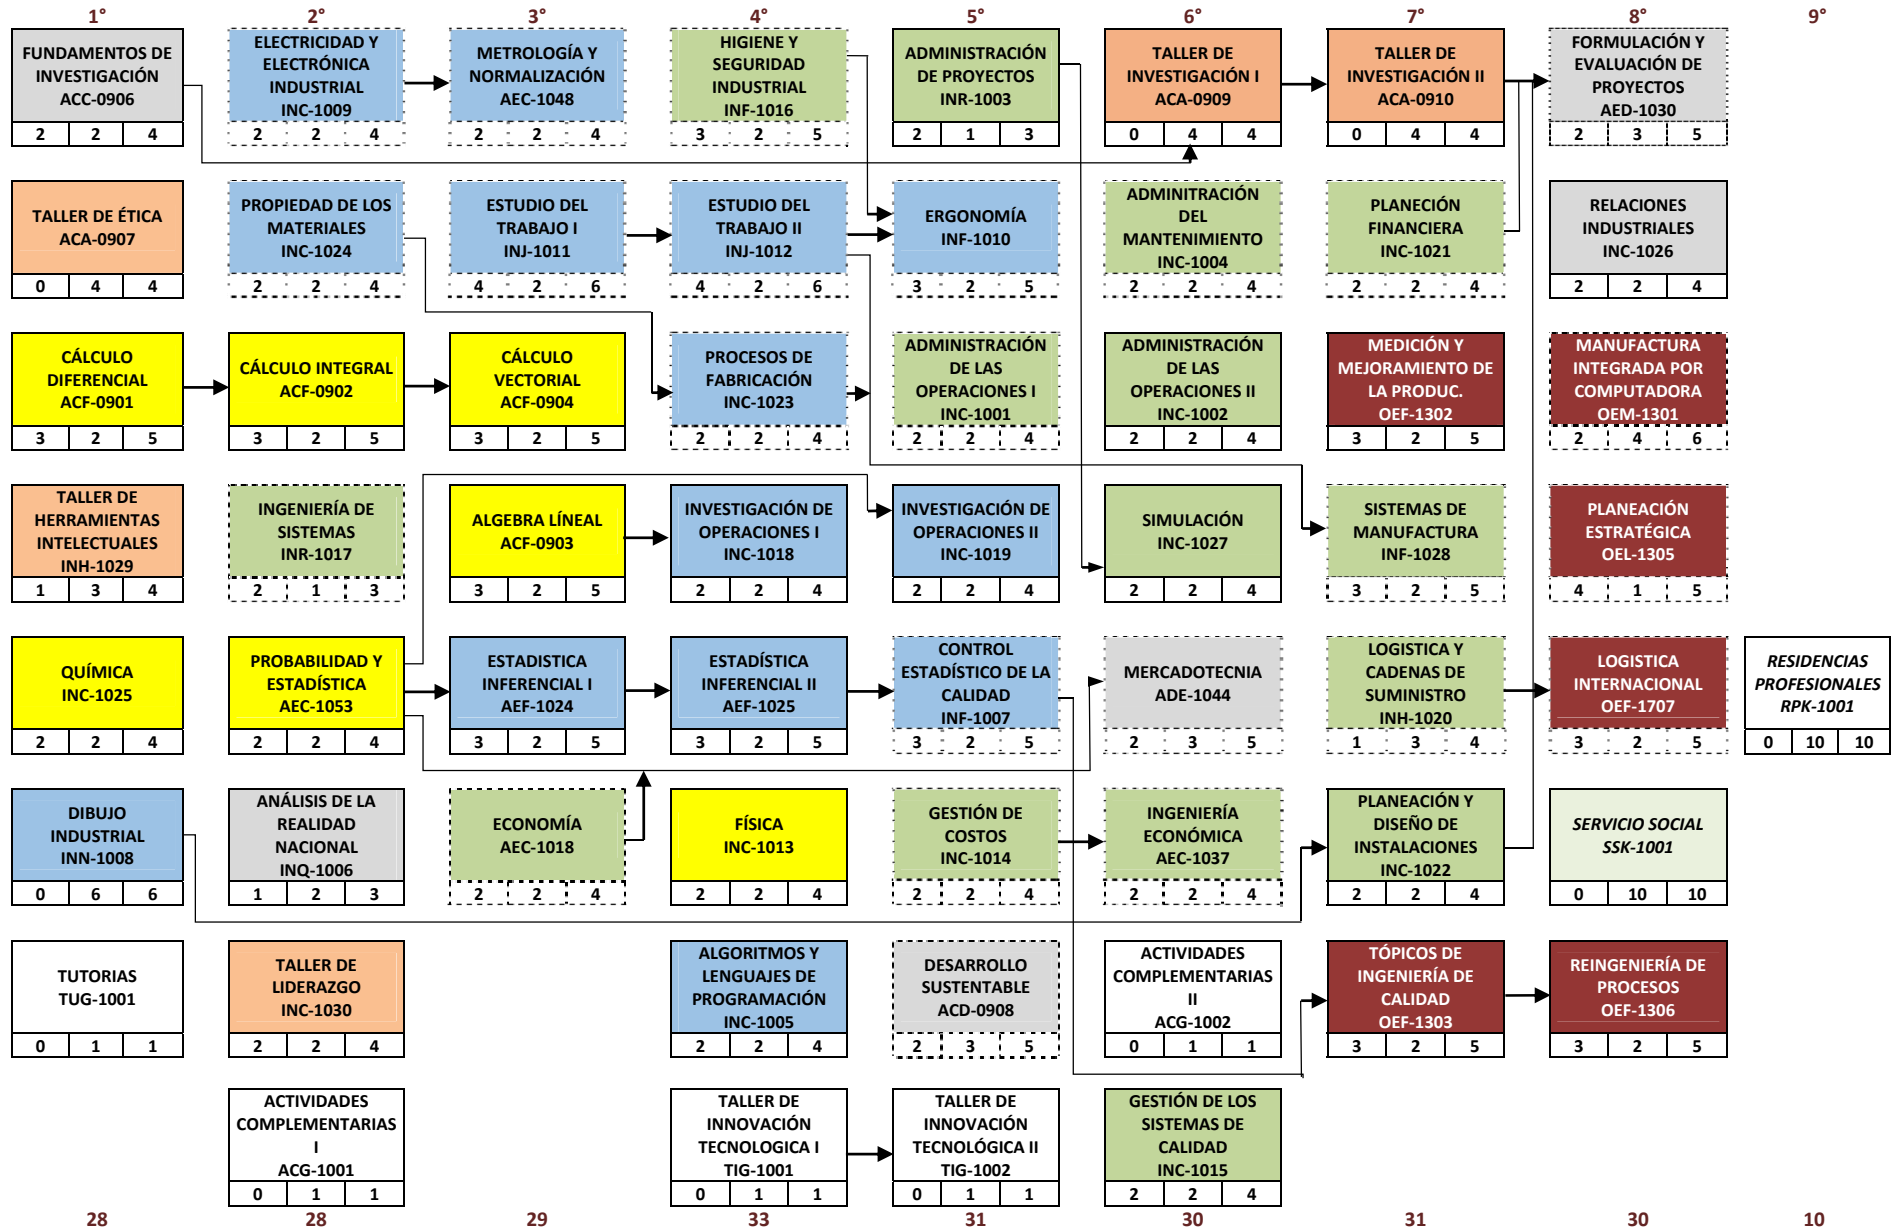 1°
2°
3°
4°
5°
6°
7°
8°
9°
FUNDAMENTOS DE
INVESTIGACIÓN
ACC-0906
2 2 4
ELECTRICIDAD Y
ELECTRÓNICA
INDUSTRIAL
INC-1009
2 2 4
METROLOGÍA Y
NORMALIZACIÓN
AEC-1048
2 2 4
HIGIENE Y
SEGURIDAD
INDUSTRIAL
INF-1016
3 2 5
ADMINISTRACIÓN
DE PROYECTOS
INR-1003
2 1 3
TALLER DE
INVESTIGACIÓN I
ACA-0909
0 4 4
TALLER DE
INVESTIGACIÓN II
ACA-0910
0 4 4
FORMULACIÓN Y
EVALUACIÓN DE
PROYECTOS
AED-1030
2 3 5
TALLER DE ÉTICA
ACA-0907
0 4 4
PROPIEDAD DE LOS
MATERIALES
INC-1024
2 2 4
ESTUDIO DEL
TRABAJO I
INJ-1011
4 2 6
ESTUDIO DEL
TRABAJO II
INJ-1012
4 2 6
ERGONOMÍA
INF-1010
3 2 5
ADMINITRACIÓN
DEL
MANTENIMIENTO
INC-1004
2 2 4
PLANECIÓN
FINANCIERA
INC-1021
2 2 4
RELACIONES
INDUSTRIALES
INC-1026
2 2 4
CÁLCULO
DIFERENCIAL
ACF-0901
3 2 5
CÁLCULO INTEGRAL
ACF-0902
3 2 5
CÁLCULO
VECTORIAL
ACF-0904
3 2 5
PROCESOS DE
FABRICACIÓN
INC-1023
2 2 4
ADMINISTRACIÓN
DE LAS
OPERACIONES I
INC-1001
2 2 4
ADMINISTRACIÓN
DE LAS
OPERACIONES II
INC-1002
2 2 4
MEDICIÓN Y
MEJORAMIENTO DE
LA PRODUC.
OEF-1302
3 2 5
MANUFACTURA
INTEGRADA POR
COMPUTADORA
OEM-1301
2 4 6
TALLER DE
HERRAMIENTAS
INTELECTUALES
INH-1029
1 3 4
INGENIERÍA DE
SISTEMAS
INR-1017
2 1 3
ALGEBRA LÍNEAL
ACF-0903
3 2 5
INVESTIGACIÓN DE
OPERACIONES I
INC-1018
2 2 4
INVESTIGACIÓN DE
OPERACIONES II
INC-1019
2 2 4
SIMULACIÓN
INC-1027
2 2 4
SISTEMAS DE
MANUFACTURA
INF-1028
3 2 5
PLANEACIÓN
ESTRATÉGICA
OEL-1305
4 1 5
QUÍMICA
INC-1025
2 2 4
PROBABILIDAD Y
ESTADÍSTICA
AEC-1053
2 2 4
ESTADISTICA
INFERENCIAL I
AEF-1024
3 2 5
ESTADÍSTICA
INFERENCIAL II
AEF-1025
3 2 5
CONTROL
ESTADÍSTICO DE LA
CALIDAD
INF-1007
3 2 5
MERCADOTECNIA
ADE-1044
2 3 5
LOGISTICA Y
CADENAS DE
SUMINISTRO
INH-1020
1 3 4
LOGISTICA
INTERNACIONAL
OEF-1707
3 2 5
RESIDENCIAS
PROFESIONALES
RPK-1001
0 10 10
DIBUJO
INDUSTRIAL
INN-1008
0 6 6
ANÁLISIS DE LA
REALIDAD
NACIONAL
INQ-1006
1 2 3
ECONOMÍA
AEC-1018
2 2 4
FÍSICA
INC-1013
2 2 4
GESTIÓN DE
COSTOS
INC-1014
2 2 4
INGENIERÍA
ECONÓMICA
AEC-1037
2 2 4
PLANEACIÓN Y
DISEÑO DE
INSTALACIONES
INC-1022
2 2 4
SERVICIO SOCIAL
SSK-1001
0 10 10
TUTORIAS
TUG-1001
0 1 1
TALLER DE
LIDERAZGO
INC-1030
2 2 4
ALGORITMOS Y
LENGUAJES DE
PROGRAMACIÓN
INC-1005
2 2 4
DESARROLLO
SUSTENTABLE
ACD-0908
2 3 5
ACTIVIDADES
COMPLEMENTARIAS
II
ACG-1002
0 1 1
TÓPICOS DE
INGENIERÍA DE
CALIDAD
OEF-1303
3 2 5
REINGENIERÍA DE
PROCESOS
OEF-1306
3 2 5
ACTIVIDADES
COMPLEMENTARIAS
I
ACG-1001
0 1 1
TALLER DE
INNOVACIÓN
TECNOLOGICA I
TIG-1001
0 1 1
TALLER DE
INNOVACIÓN
TECNOLÓGICA II
TIG-1002
0 1 1
GESTIÓN DE LOS
SISTEMAS DE
CALIDAD
INC-1015
2 2 4
28
28
29
33
31
30
31
30
10